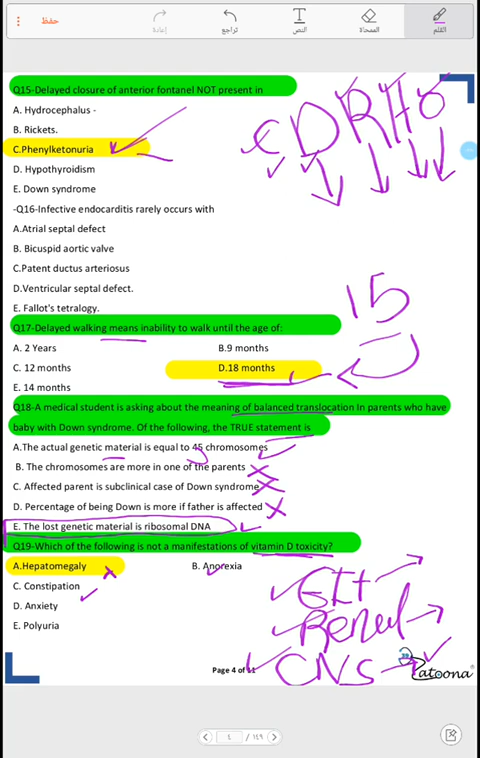 حفظ
إعادة
تراجع
النص
الممحاة
القلم
Q15-Delayed closure of anterior fontanel NOT present in
A. Hydrocephalus -
B. Rickets.
C.Phenylketonuria
D. Hypothyroidism
E. Down syndrome
-Q16-Infective endocarditis rarely occurs with
A.Atrial septal defect
B. Bicuspid aortic valve
C.Patent ductus arteriosus
D.Ventricular septal defect.
E. Fallot's tetralogy.
15
Q17-Delayed walking means inability to walk until the age of:
A. 2 Years B.9 months
C. 12 months D.18 months
E. 14 months
Q18-A medical student is asking about the meaning of balanced translocation in parents who have
baby with Down syndrome. Of the following, the TRUE statement is
A.The actual genetic material is equal to 45 chromosomes
B. The chromosomes are more in one of the parents
C. Affected parent is subclinical case of Down syndrome
D. Percentage of being Down is more if father is affected
E. The lost genetic material is ribosomal DNA
Q19-Which of the following is not a manifestations of vitamin D toxicity?
A.Hepatomegaly B. Anorexia
C. Constipation
D. Anxiety
E. Polyuria
GIT
Renal
CNS
Page 4 of 11
Patoona
٤ / ١٤٩